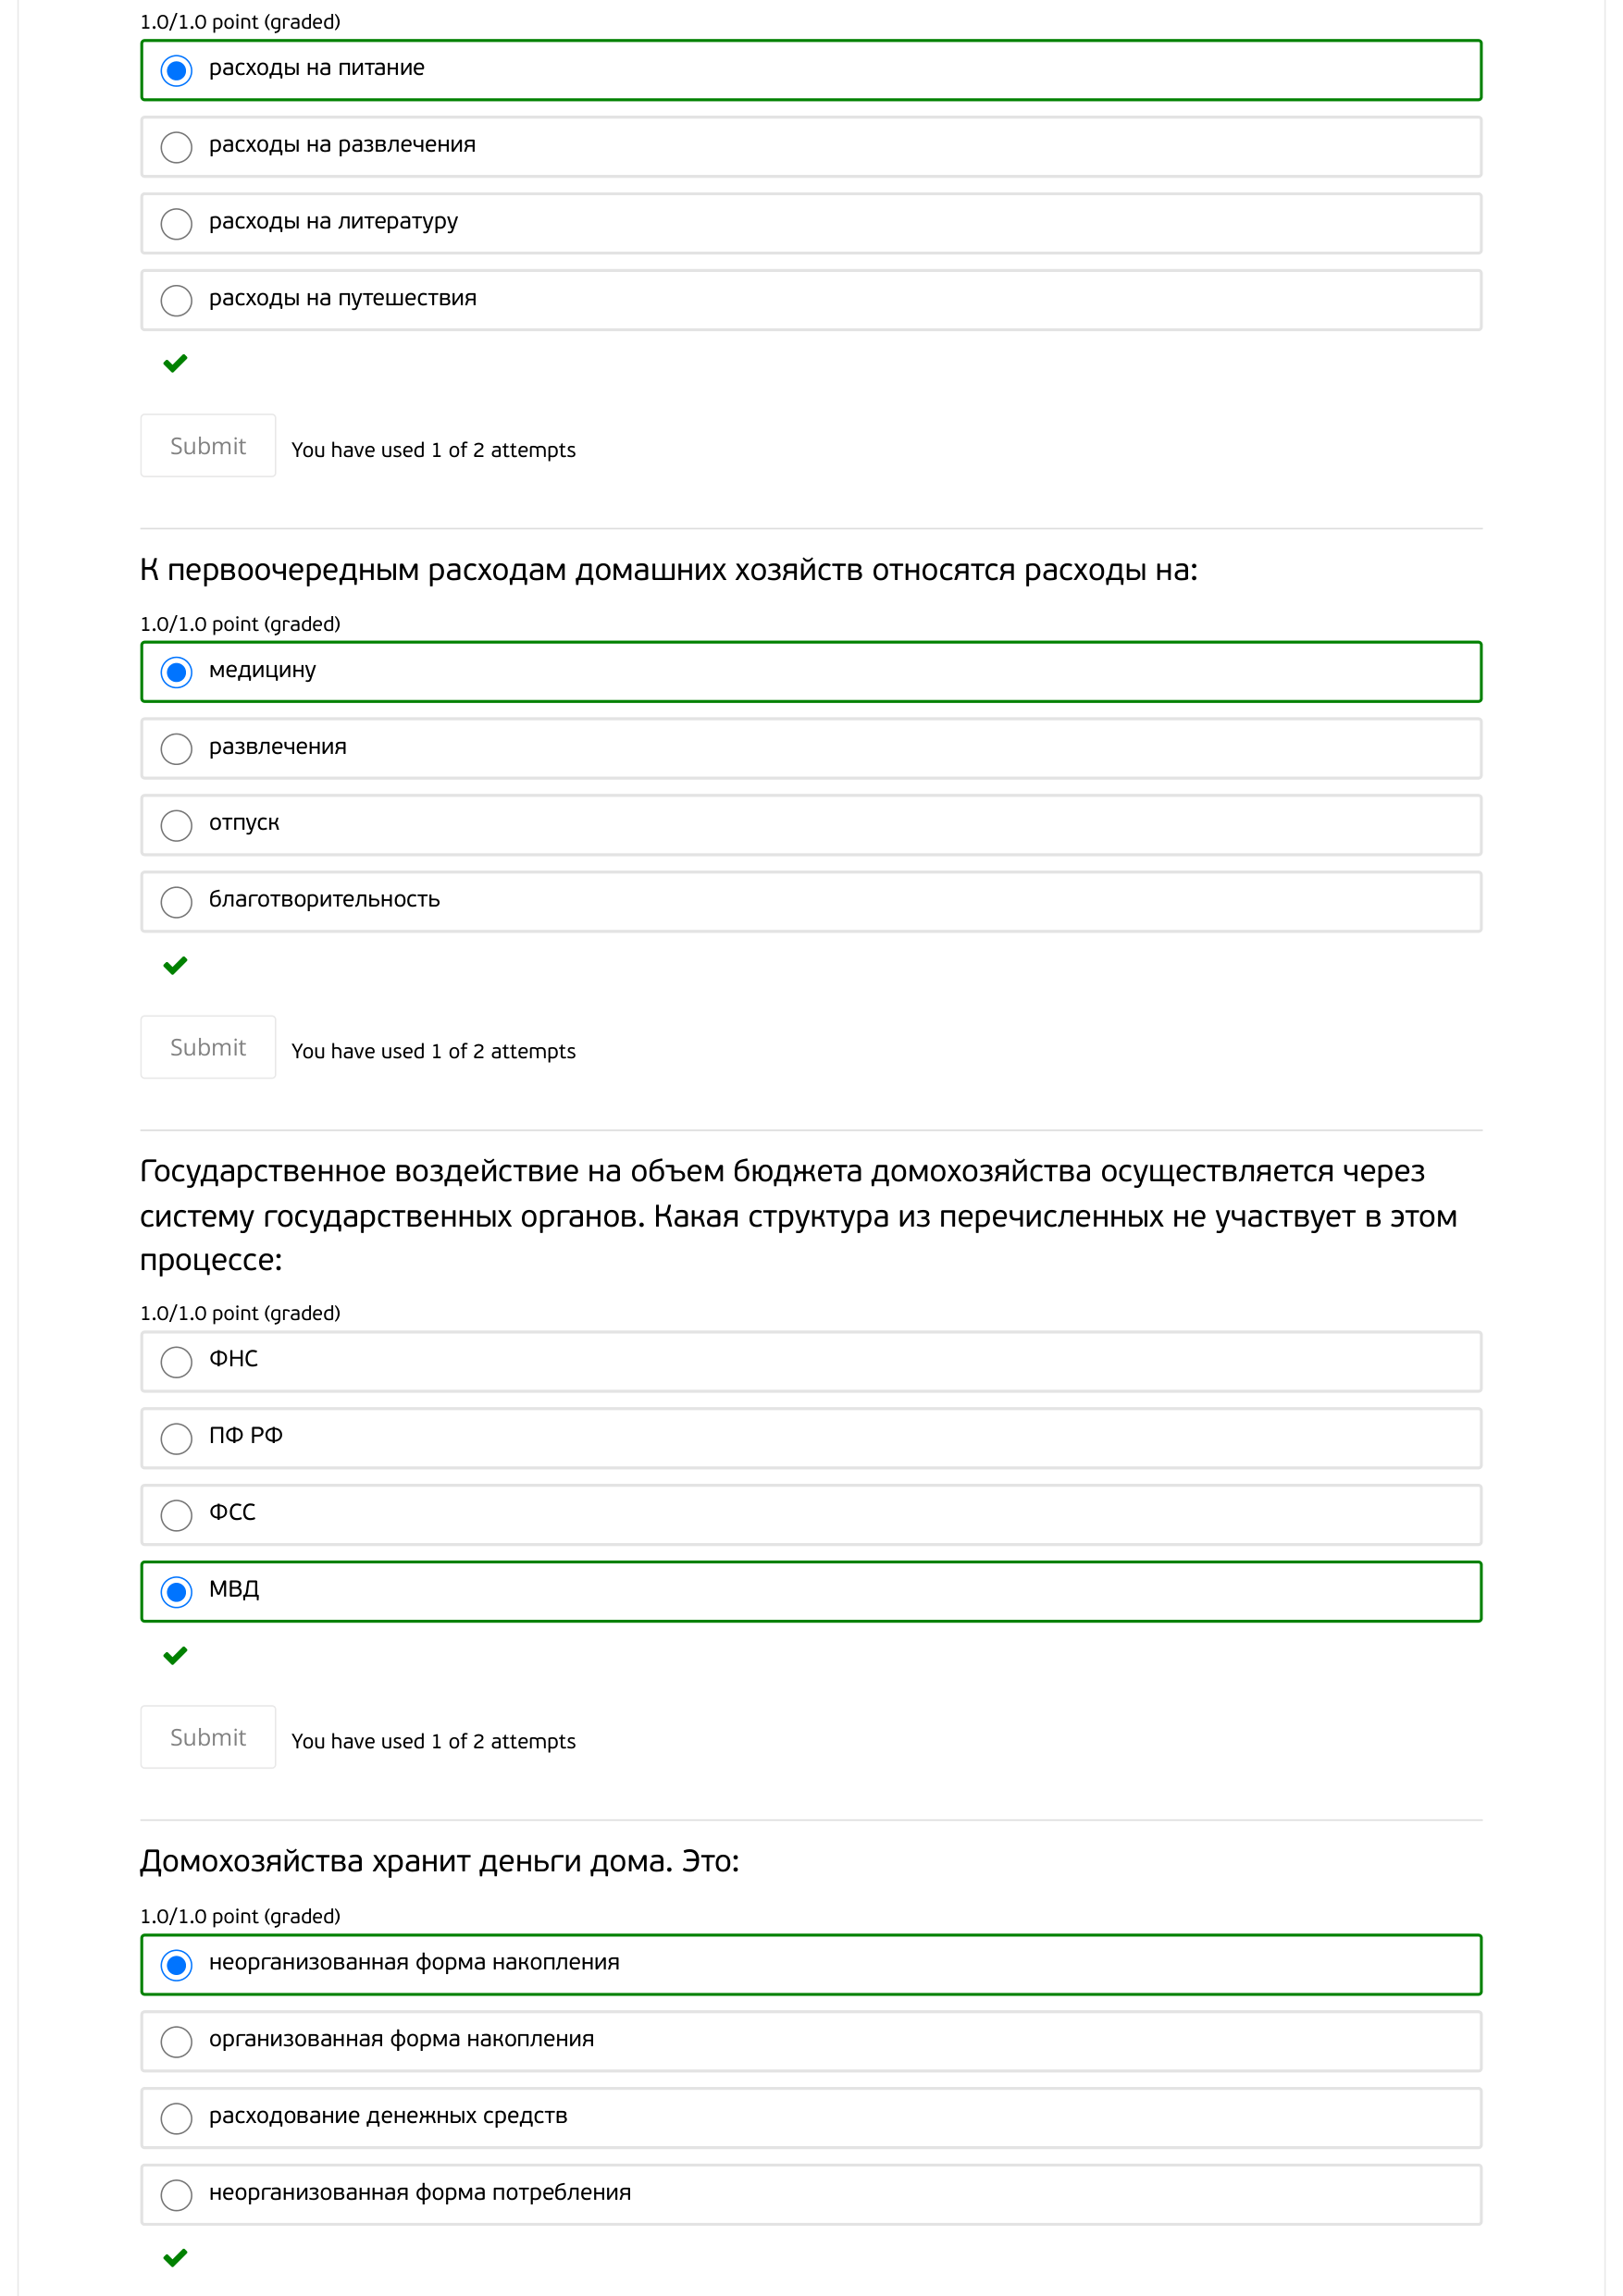 1.0/1.0 point (graded)
расходы на питание
расходы на развлечения
расходы на литературу
расходы на путешествия
Submit
You have used 1 of 2 attempts
К первоочередным расходам домашних хозяйств относятся расходы на:
1.0/1.0 point (graded)
медицину
развлечения
отпуск
благотворительность
Submit
You have used 1 of 2 attempts
Государственное воздействие на объем бюджета домохозяйства осуществляется через
систему государственных органов. Какая структура из перечисленных не участвует в этом
процессе:
1.0/1.0 point (graded)
ФНС
ПФ РФ
ФСС
МВД
Submit
You have used 1 of 2 attempts
Домохозяйства хранит деньги дома. Это:
1.0/1.0 point (graded)
неорганизованная форма накопления
организованная форма накопления
расходование денежных средств
неорганизованная форма потребления